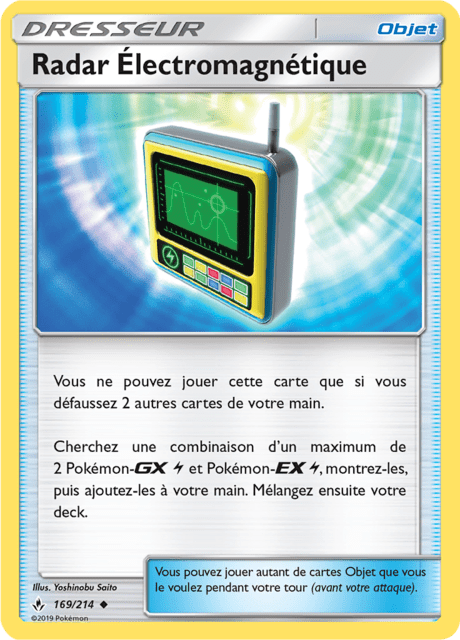 DRESSEUR Objet
Radar Électromagnétique
Vous ne pouvez jouer cette carte que si vous
défaussez 2 autres cartes de votre main.
Cherchez une combinaison d'un maximum de
2 Pokémon-GX et Pokémon-EX , montrez-les,
puis ajoutez-les à votre main. Mélangez ensuite votre
deck.
Vous pouvez jouer autant de cartes Objet que vous
le voulez pendant votre tour (avant votre attaque).
Illus. Yoshinobu Saito
169/214
©2019 Pokémon